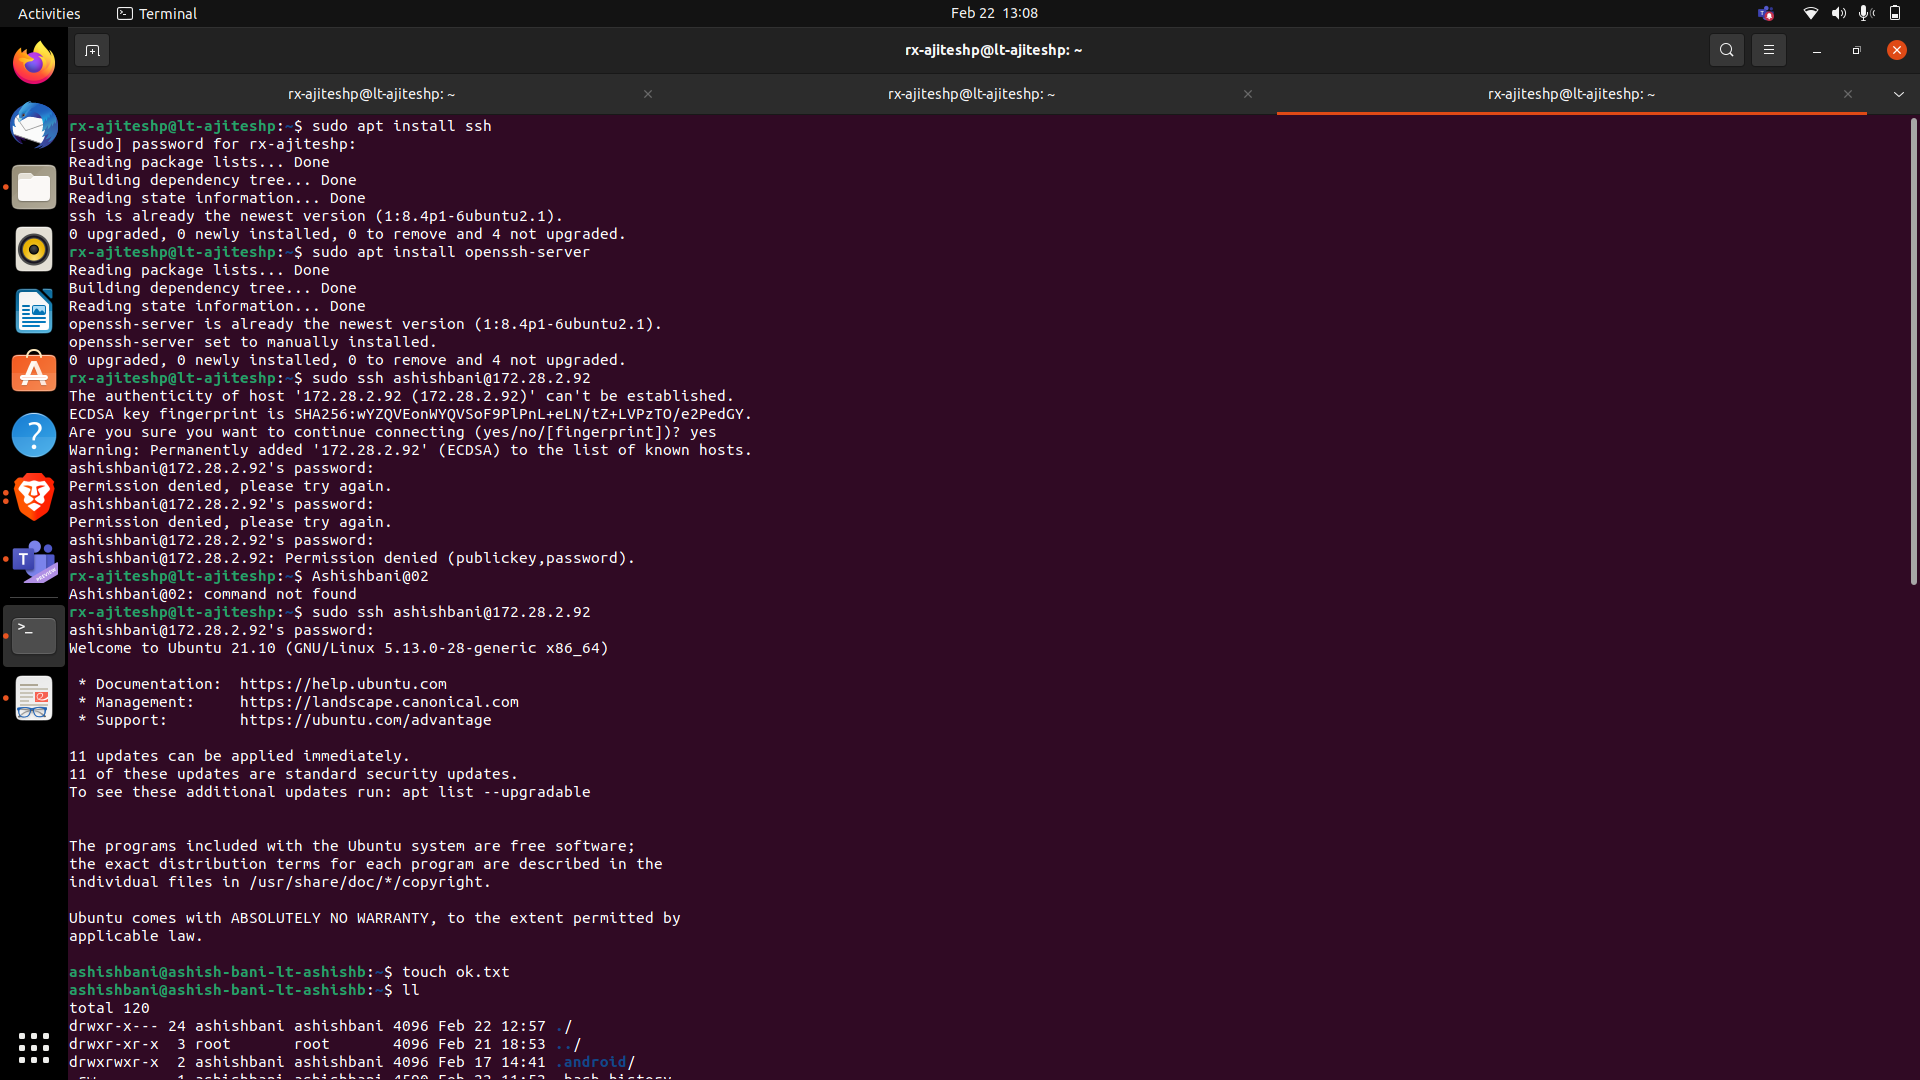 Activities Terminal Feb 22 13:08
rx-ajiteshp@lt-ajiteshp: ~
rx-ajiteshp@lt-ajiteshp: ~ rx-ajiteshp@lt-ajiteshp: ~ rx-ajiteshp@lt-ajiteshp: ~
rx-ajiteshp@lt-ajiteshp:~$ sudo apt install ssh
[sudo] password for rx-ajiteshp:
Reading package lists... Done
Building dependency tree... Done
Reading state information... Done
ssh is already the newest version (1:8.4p1-6ubuntu2.1).
0 upgraded, 0 newly installed, 0 to remove and 4 not upgraded.
rx-ajiteshp@lt-ajiteshp:~$ sudo apt install openssh-server
Reading package lists... Done
Building dependency tree... Done
Reading state information... Done
openssh-server is already the newest version (1:8.4p1-6ubuntu2.1).
openssh-server set to manually installed.
0 upgraded, 0 newly installed, 0 to remove and 4 not upgraded.
rx-ajiteshp@lt-ajiteshp:~$ sudo ssh ashishbani@172.28.2.92
The authenticity of host '172.28.2.92 (172.28.2.92)' can't be established.
ECDSA key fingerprint is SHA256:wYZQVEonWYQVSoF9PlPnL+eLN/tZ+LVPzTO/e2PedGY.
Are you sure you want to continue connecting (yes/no/[fingerprint])? yes
Warning: Permanently added '172.28.2.92' (ECDSA) to the list of known hosts.
ashishbani@172.28.2.92's password:
Permission denied, please try again.
ashishbani@172.28.2.92's password:
Permission denied, please try again.
ashishbani@172.28.2.92's password:
ashishbani@172.28.2.92: Permission denied (publickey,password).
rx-ajiteshp@lt-ajiteshp:~$ Ashishbani@02
Ashishbani@02: command not found
rx-ajiteshp@lt-ajiteshp:~$ sudo ssh ashishbani@172.28.2.92
ashishbani@172.28.2.92's password:
Welcome to Ubuntu 21.10 (GNU/Linux 5.13.0-28-generic x86_64)
* Documentation: https://help.ubuntu.com
* Management: https://landscape.canonical.com
* Support: https://ubuntu.com/advantage
11 updates can be applied immediately.
11 of these updates are standard security updates.
To see these additional updates run: apt list --upgradable
The programs included with the Ubuntu system are free software;
the exact distribution terms for each program are described in the
individual files in /usr/share/doc/*/copyright.
Ubuntu comes with ABSOLUTELY NO WARRANTY, to the extent permitted by
applicable law.
ashishbani@ashish-bani-lt-ashishb:~$ touch ok.txt
ashishbani@ashish-bani-lt-ashishb:~$ ll
total 120
drwxr-x--- 24 ashishbani ashishbani 4096 Feb 22 12:57 ./
drwxr-xr-x 3 root root 4096 Feb 21 18:53 ../
drwxrwxr-x 2 ashishbani ashishbani 4096 Feb 17 14:41 .android/